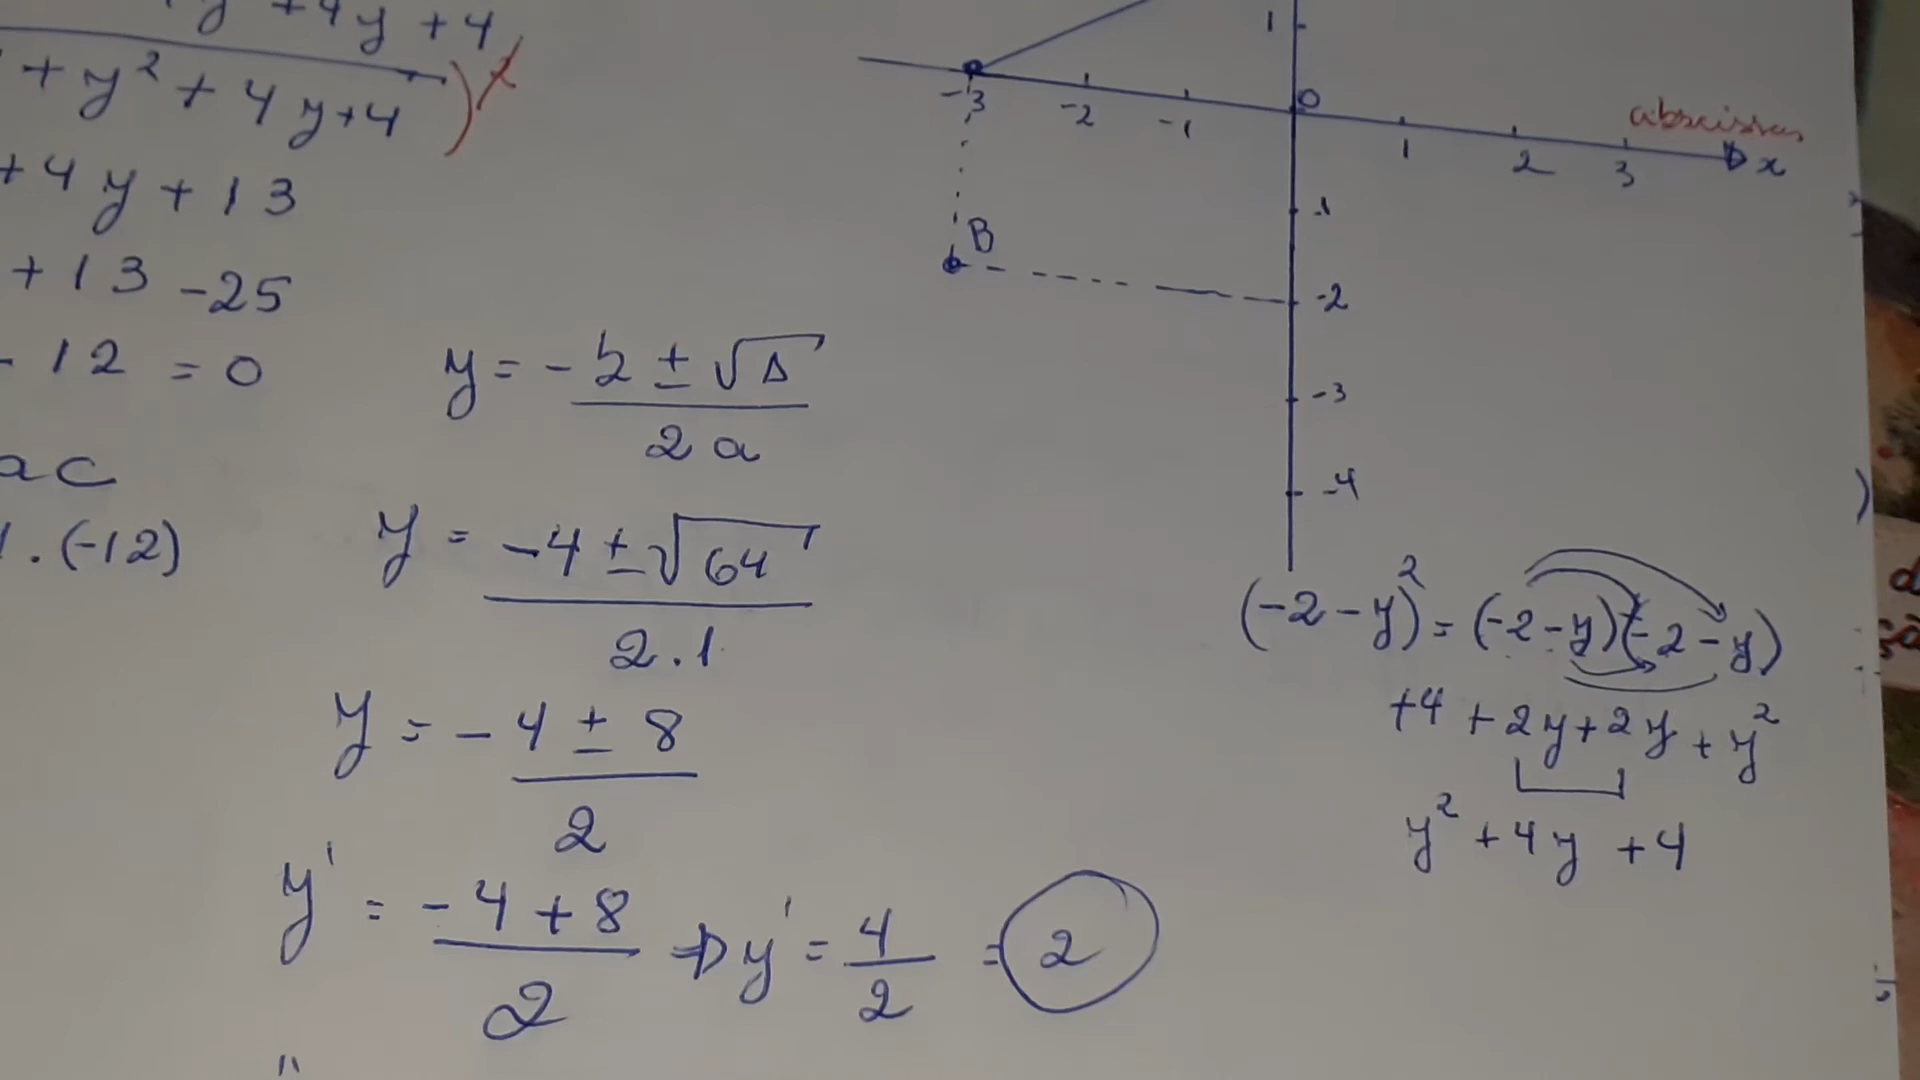 y + 4y + 4
+ y² + 4y + 4 )²
+ 4y + 13
+ 13 - 25
- 12 = 0
ac
1 . (-12)
y = -b ± √Δ
2a
y = -4 ± √64
2 . 1
y = -4 ± 8
2
y' = -4 + 8 ⇒ y' = 4 = 2
2 2
"
1
-3 -2 -1 0 1 2 3 x
abscissas
-1
B
-2
-3
-4
(-2 - y)² = (-2 - y)(-2 - y)
+4 + 2y + 2y + y²
y² + 4y + 4